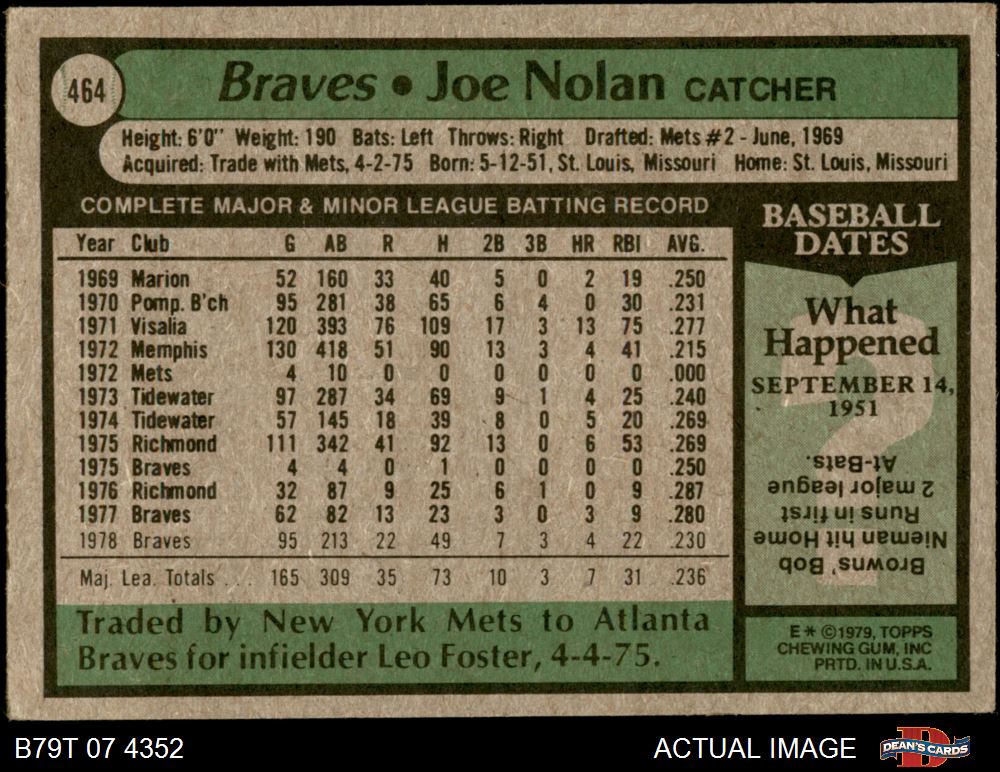 464
Braves • Joe Nolan CATCHER
Height: 6'0" Weight: 190 Bats: Left Throws: Right Drafted: Mets #2 - June, 1969
Acquired: Trade with Mets, 4-2-75 Born: 5-12-51, St. Louis, Missouri Home: St. Louis, Missouri
COMPLETE MAJOR & MINOR LEAGUE BATTING RECORD
Year Club G AB R H 2B 3B HR RBI AVG.
1969 Marion 52 160 33 40 5 0 2 19 .250
1970 Pomp. B'ch 95 281 38 65 6 4 0 30 .231
1971 Visalia 120 393 76 109 17 3 13 75 .277
1972 Memphis 130 418 51 90 13 3 4 41 .215
1972 Mets 4 10 0 0 0 0 0 0 .000
1973 Tidewater 97 287 34 69 9 1 4 25 .240
1974 Tidewater 57 145 18 39 8 0 5 20 .269
1975 Richmond 111 342 41 92 13 0 6 53 .269
1975 Braves 4 4 0 1 0 0 0 0 .250
1976 Richmond 32 87 9 25 6 1 0 9 .287
1977 Braves 62 82 13 23 3 0 3 9 .280
1978 Braves 95 213 22 49 7 3 4 22 .230
Maj. Lea. Totals . . . 165 309 35 73 10 3 7 31 .236
Traded by New York Mets to Atlanta
Braves for infielder Leo Foster, 4-4-75.
BASEBALL
DATES
What
Happened
SEPTEMBER 14,
1951
?
Browns' Bob
Nieman hit Home
Runs in first
2 major league
At-Bats.
E * ©1979, TOPPS
CHEWING GUM, INC
PRTD. IN U.S.A.
B79T 07 4352
ACTUAL IMAGE
D
DEAN'S CARDS